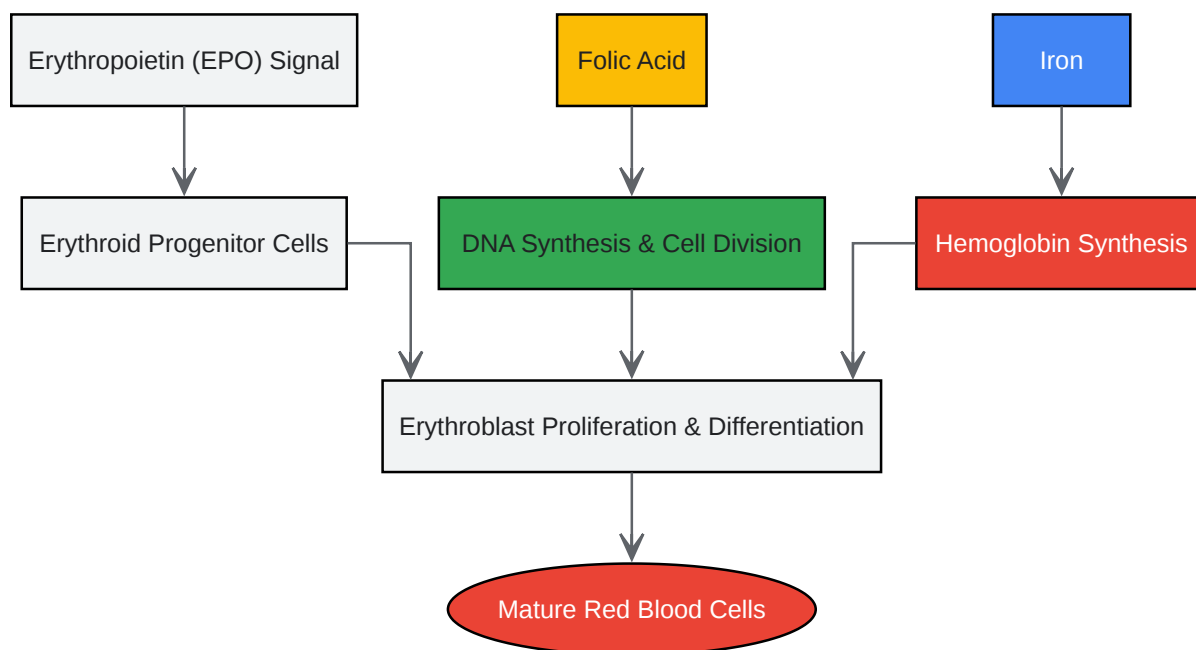 Erythropoietin (EPO) Signal
Folic Acid
Iron
Erythroid Progenitor Cells
DNA Synthesis & Cell Division
Hemoglobin Synthesis
Erythroblast Proliferation & Differentiation
Mature Red Blood Cells